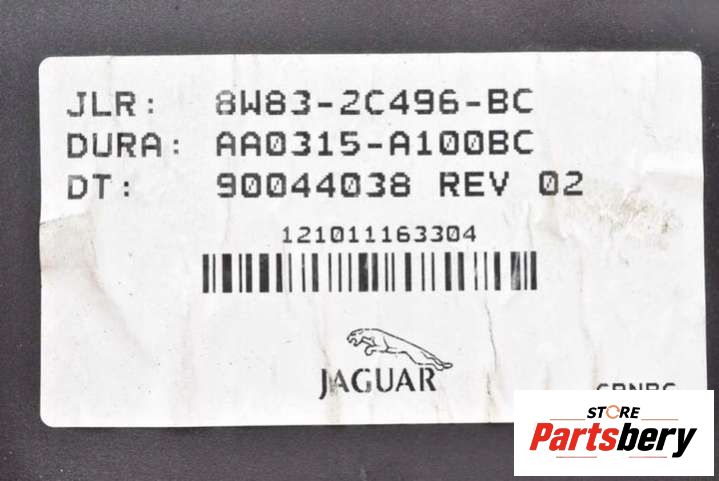 JLR: 8W83-2C496-BC
DURA: AA0315-A100BC
DT: 90044038 REV 02
121011163304
JAGUAR
STORE
Partsbery